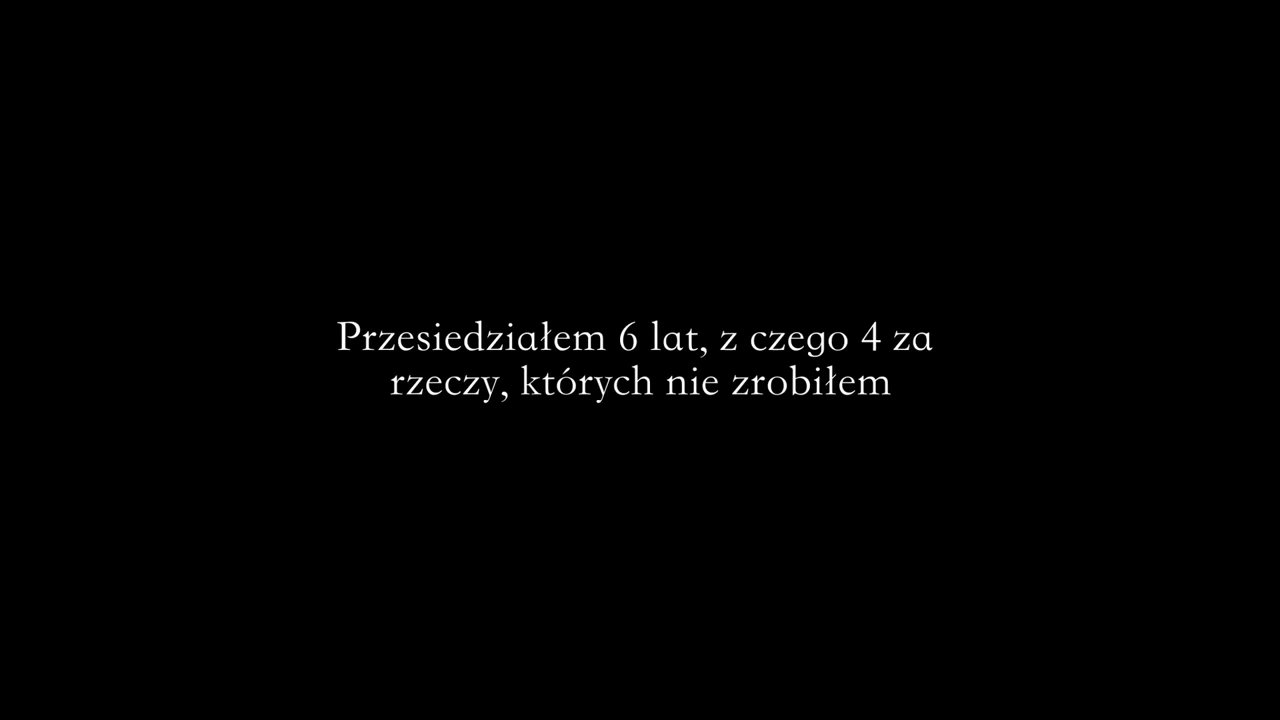 Przesiedziałem 6 lat, z czego 4 za
rzeczy, których nie zrobiłem